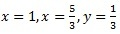 x = 1, x = 5/3, y = 1/3